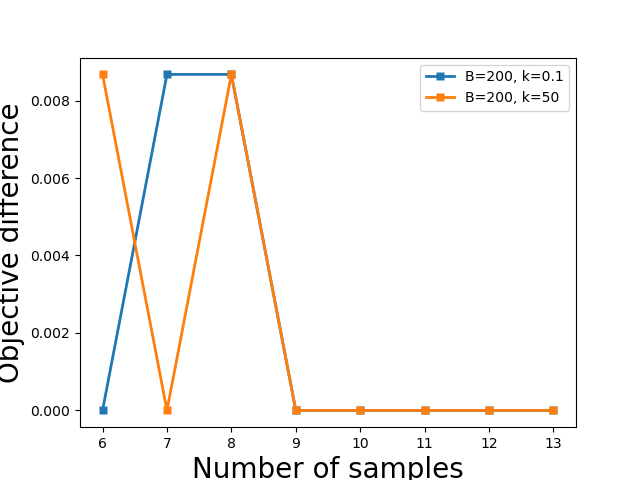 B=200, k=0.1
B=200, k=50
Objective difference
0.008
0.006
0.004
0.002
0.000
6 7 8 9 10 11 12 13
Number of samples